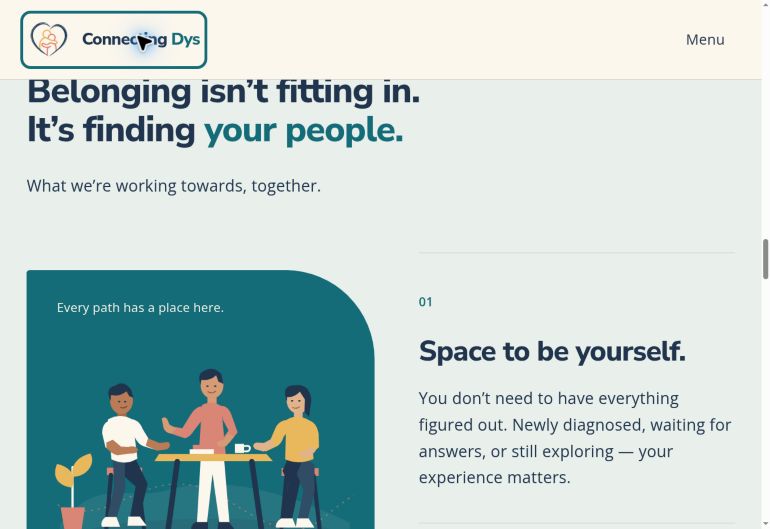 Connecting Dys
Menu
Belonging isn’t fitting in.
It’s finding your people.
What we’re working towards, together.
Every path has a place here.
01
Space to be yourself.
You don’t need to have everything
figured out. Newly diagnosed, waiting for
answers, or still exploring — your
experience matters.